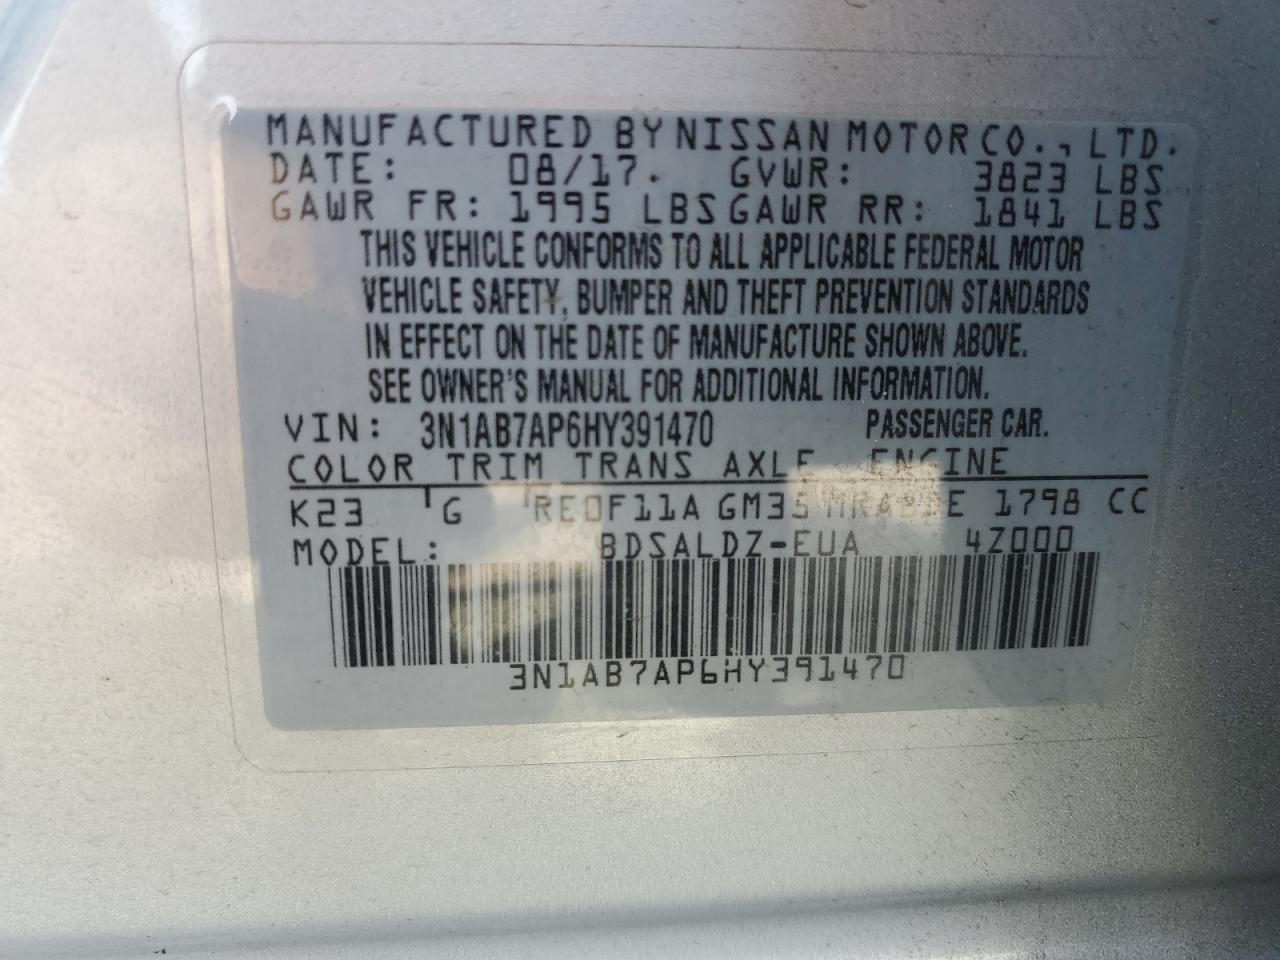 MANUFACTURED BY NISSAN MOTOR CO., LTD.
DATE: 08/17. GVWR: 3823 LBS
GAWR FR: 1995 LBS GAWR RR: 1841 LBS
THIS VEHICLE CONFORMS TO ALL APPLICABLE FEDERAL MOTOR
VEHICLE SAFETY, BUMPER AND THEFT PREVENTION STANDARDS
IN EFFECT ON THE DATE OF MANUFACTURE SHOWN ABOVE.
SEE OWNER'S MANUAL FOR ADDITIONAL INFORMATION.
VIN: 3N1AB7AP6HY391470 PASSENGER CAR.
COLOR TRIM TRANS AXLE ENGINE
K23 G RE0F11A GM35 1798 CC
MODEL: BDSALDZ-EUA 4Z000
3N1AB7AP6HY391470